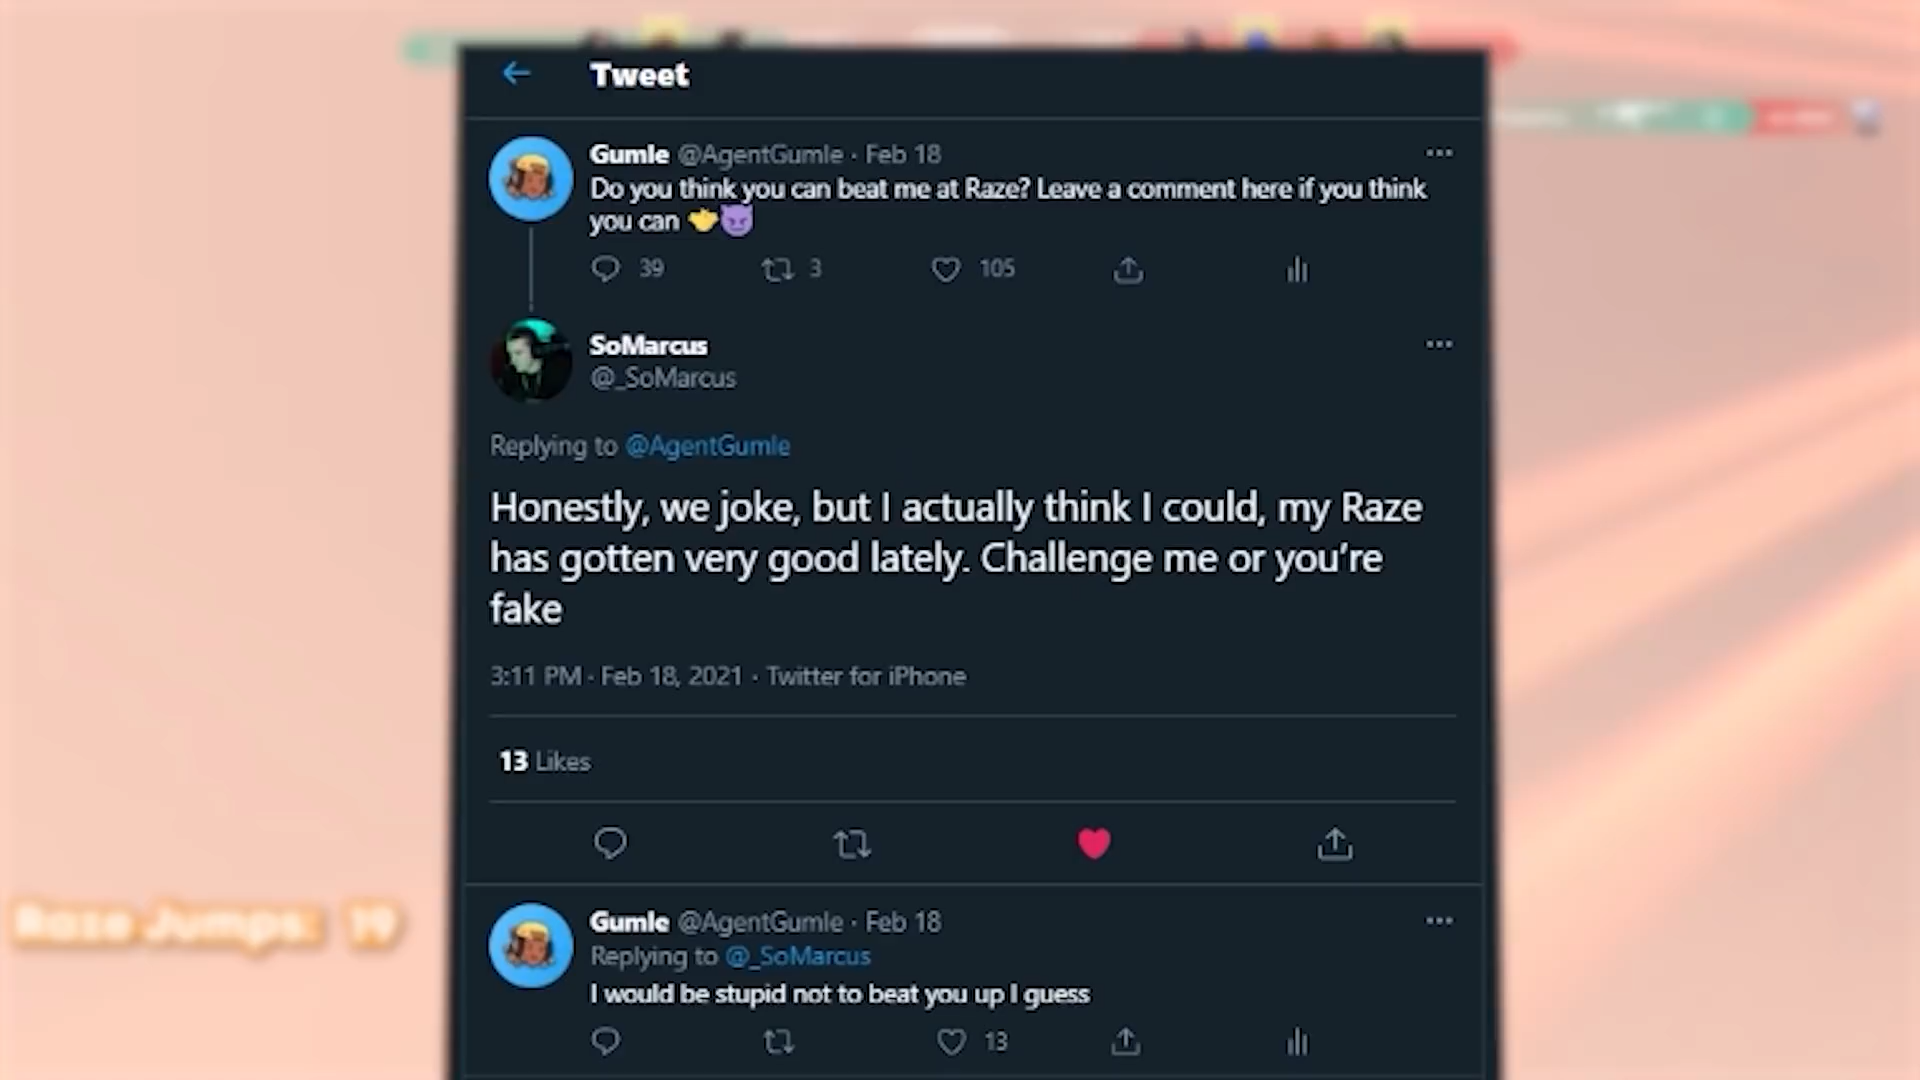 Tweet
Gumle @AgentGumle · Feb 18
Do you think you can beat me at Raze? Leave a comment here if you think
you can 🤝😈
39 3 105
SoMarcus
@_SoMarcus
Replying to @AgentGumle
Honestly, we joke, but I actually think I could, my Raze
has gotten very good lately. Challenge me or you're
fake
3:11 PM · Feb 18, 2021 · Twitter for iPhone
13 Likes
Raze Jumps: 19
Gumle @AgentGumle · Feb 18
Replying to @_SoMarcus
I would be stupid not to beat you up I guess
13